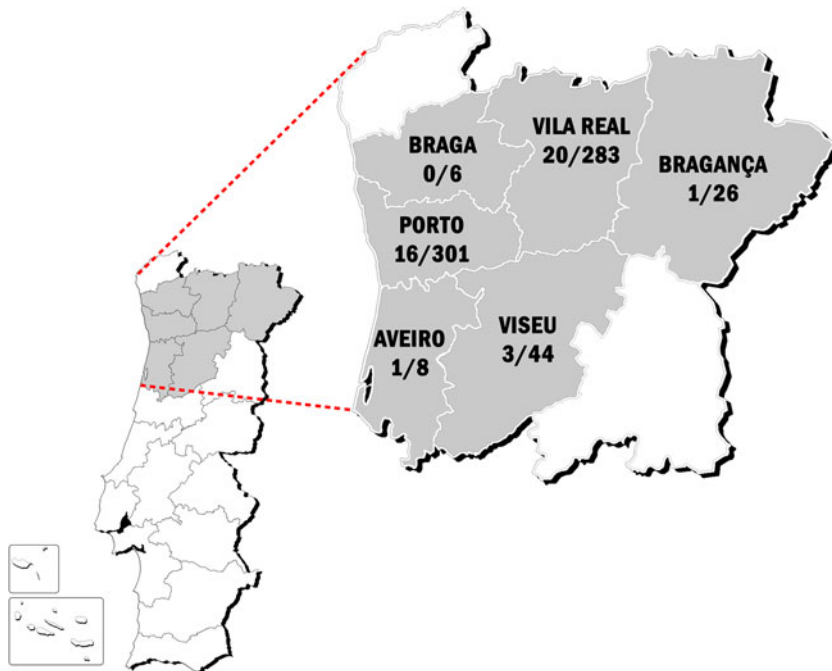 BRAGA
0/6
VILA REAL
20/283
BRAGANÇA
1/26
PORTO
16/301
AVEIRO
1/8
VISEU
3/44